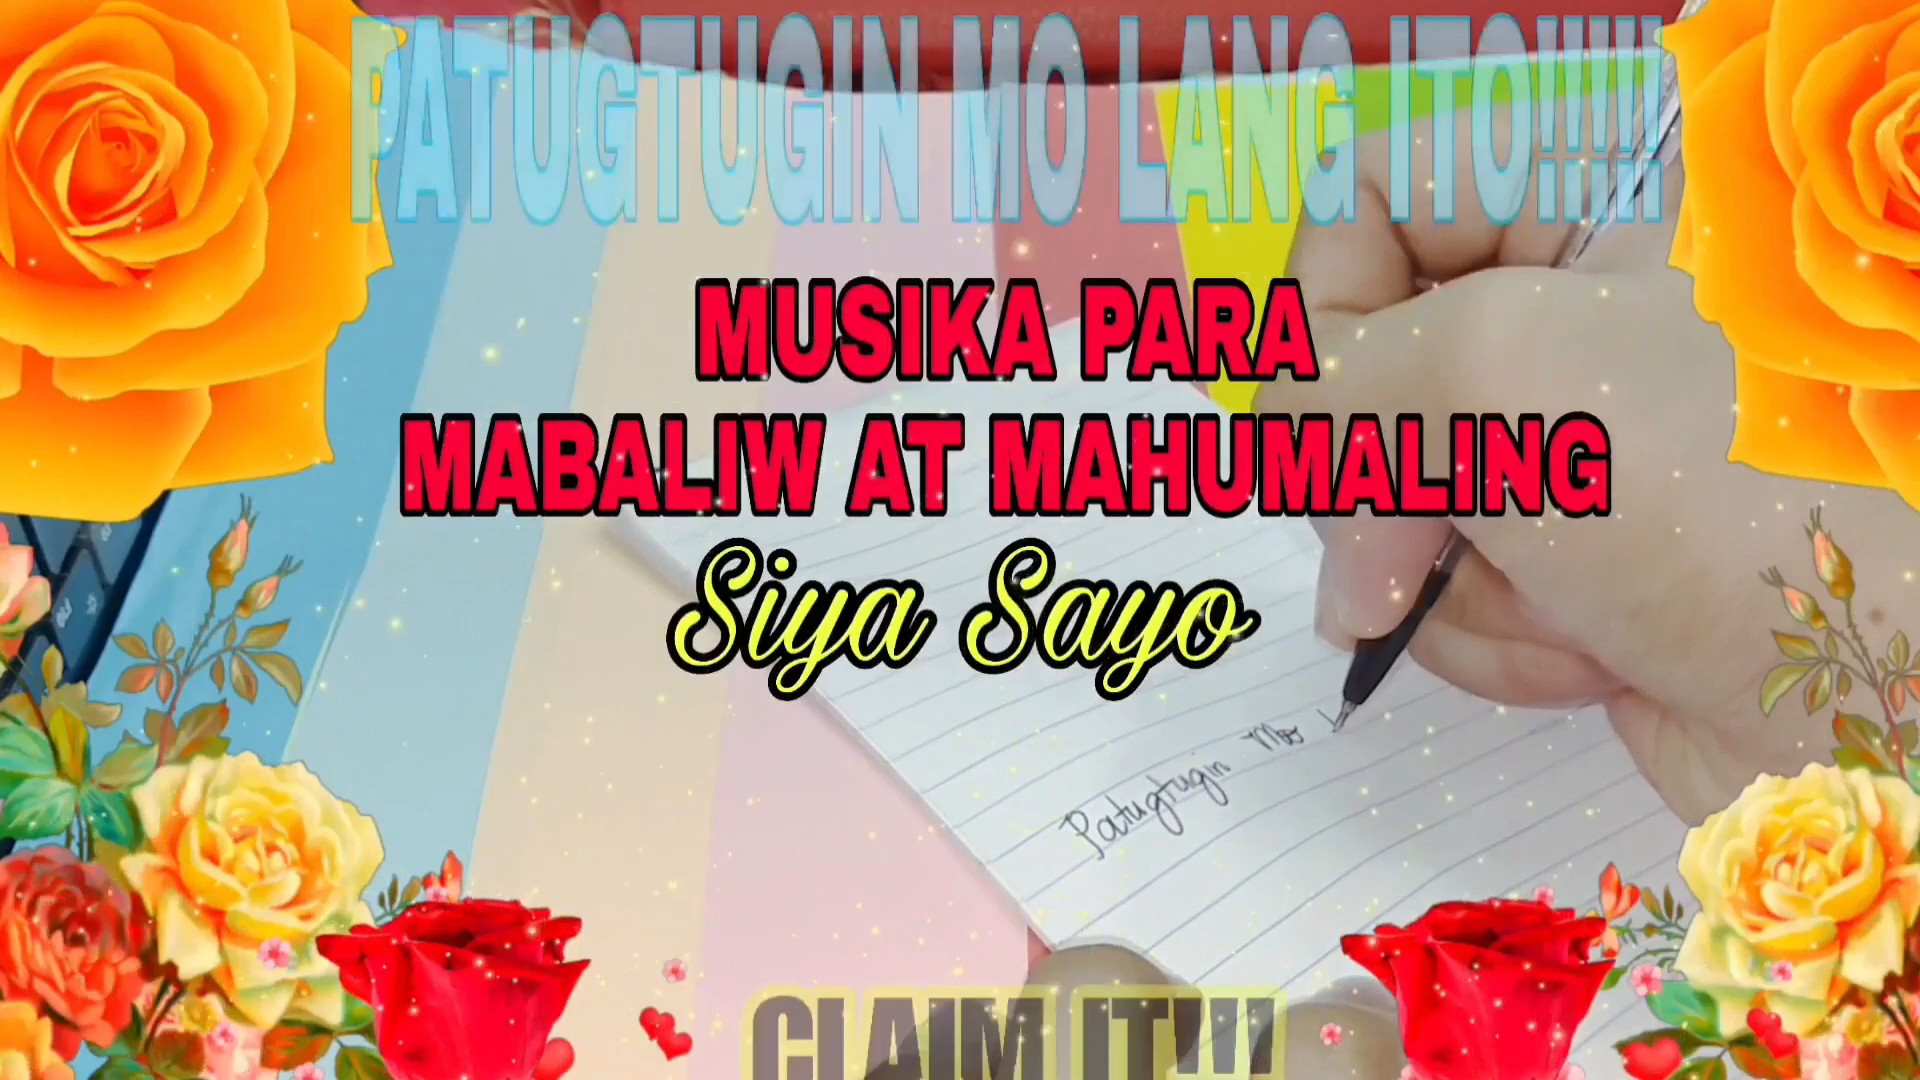 PATUGTUGIN MO LANG ITO!!!!!
MUSIKA PARA
MABALIW AT MAHUMALING
Siya Sayo
Patugtugin Mo
CLAIM IT!!!